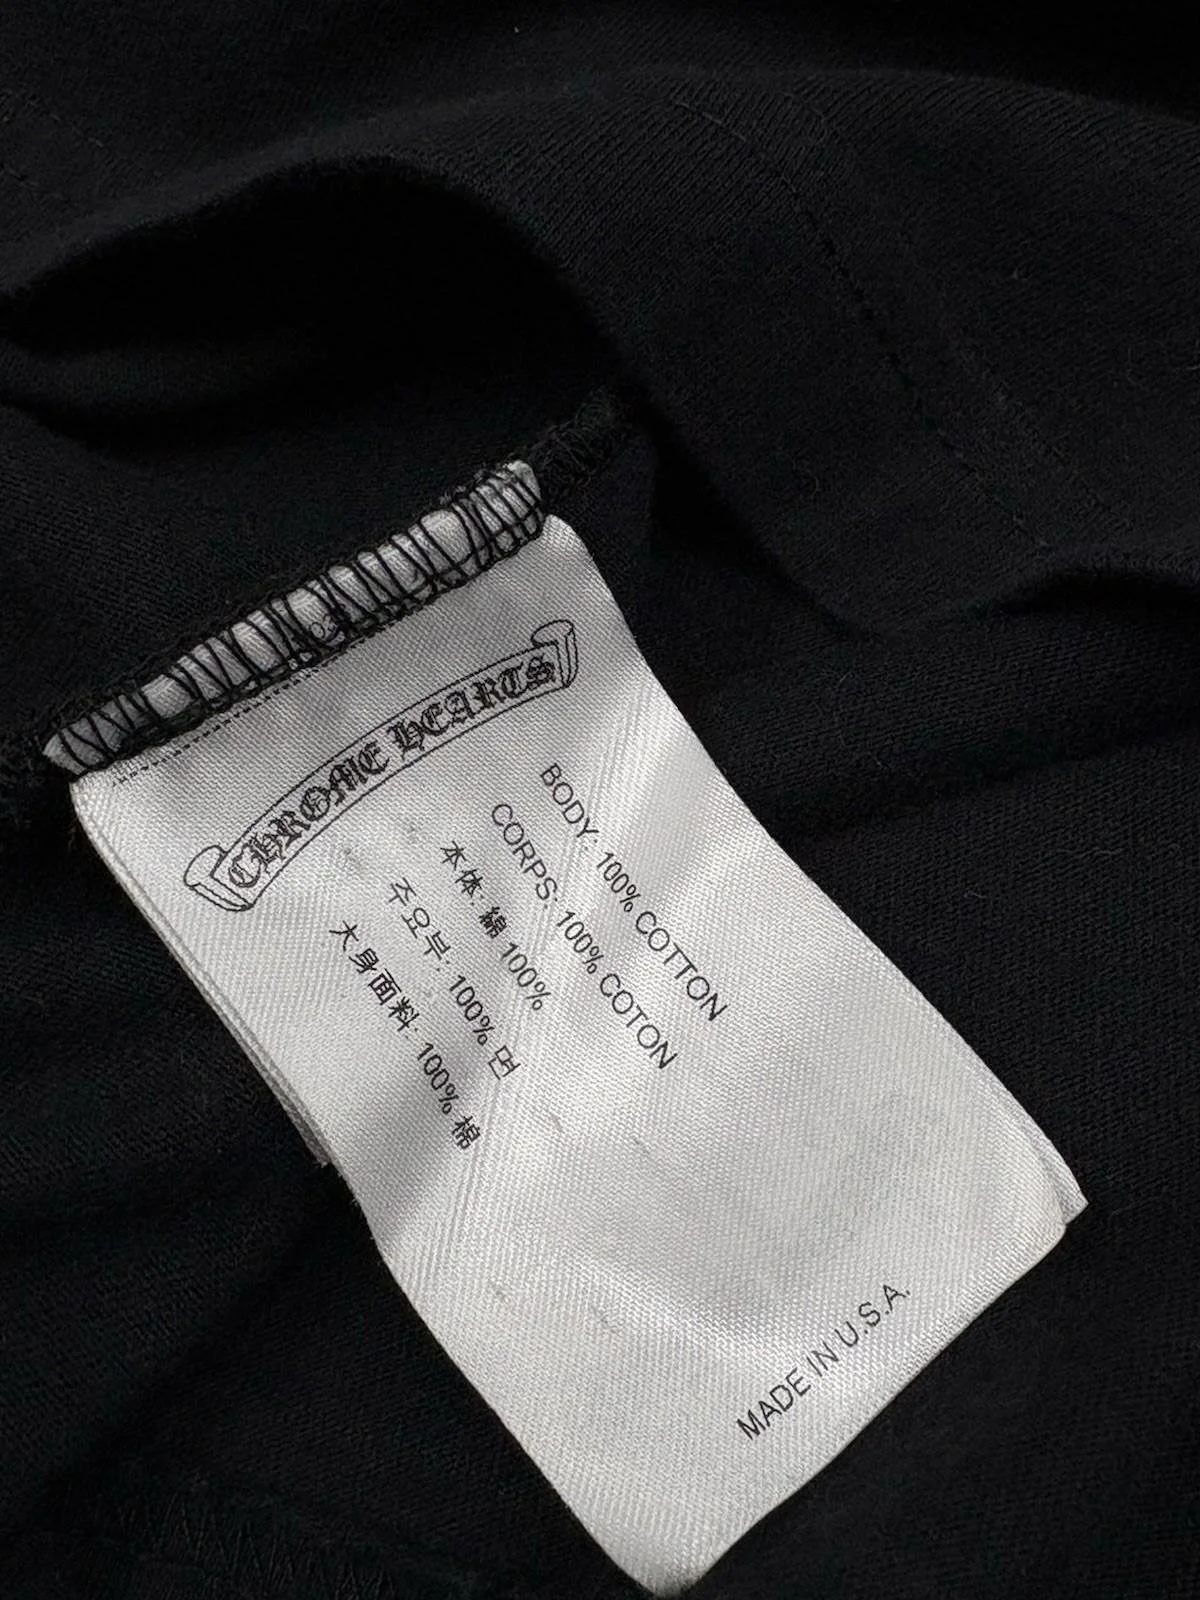 CHROME HEARTS
BODY: 100% COTTON
CORPS: 100% COTON
本体: 綿 100%
주요부: 100% 면
大身面料: 100% 棉
MADE IN U.S.A.